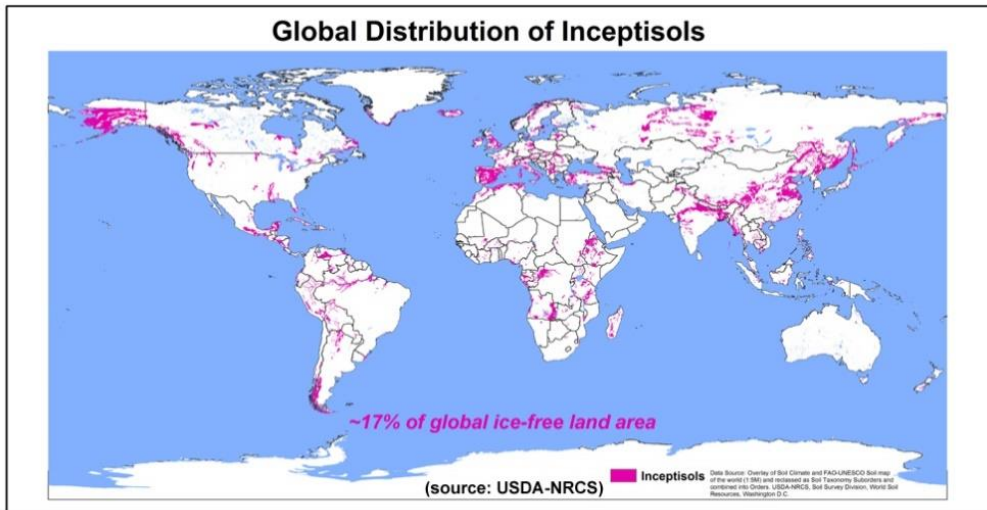 Global Distribution of Inceptisols
~17% of global ice-free land area
Inceptisols
(source: USDA-NRCS)
Data Source: Overlay of Soil Climate and FAO-UNESCO Soil map
of the world (1:5M) and reclassed as Soil Taxonomy Suborders and
combined into Orders. USDA-NRCS, Soil Survey Division, World Soil
Resources, Washington D.C.